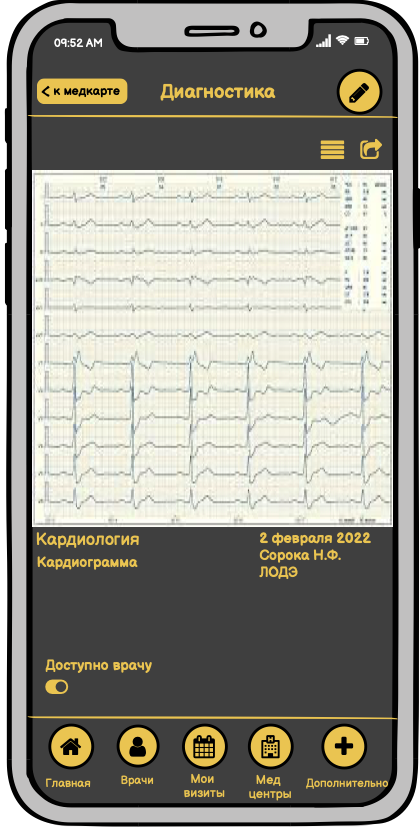 09:52 AM
к медкарте
Диагностика
Кардиология
Кардиограмма
2 февраля 2022
Сорока Н.Ф.
ЛОДЭ
Доступно врачу
Главная
Врачи
Мои
визиты
Мед
центры
Дополнительно